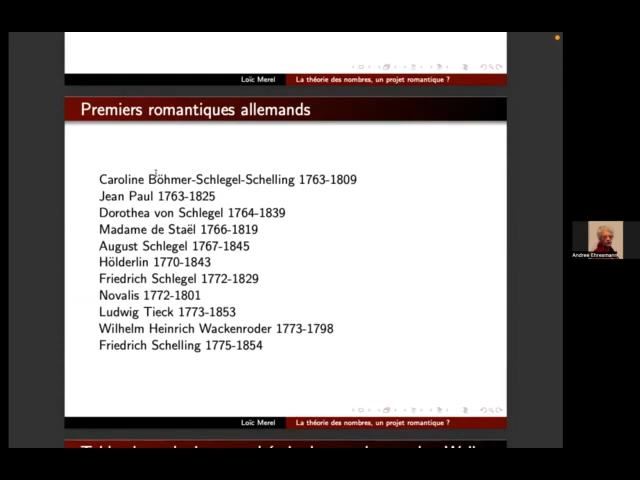 Loïc Merel La théorie des nombres, un projet romantique ?
Premiers romantiques allemands
Caroline Böhmer-Schlegel-Schelling 1763-1809
Jean Paul 1763-1825
Dorothea von Schlegel 1764-1839
Madame de Staël 1766-1819
August Schlegel 1767-1845
Hölderlin 1770-1843
Friedrich Schlegel 1772-1829
Novalis 1772-1801
Ludwig Tieck 1773-1853
Wilhelm Heinrich Wackenroder 1773-1798
Friedrich Schelling 1775-1854
Andree Ehresmann
Loïc Merel La théorie des nombres, un projet romantique ?